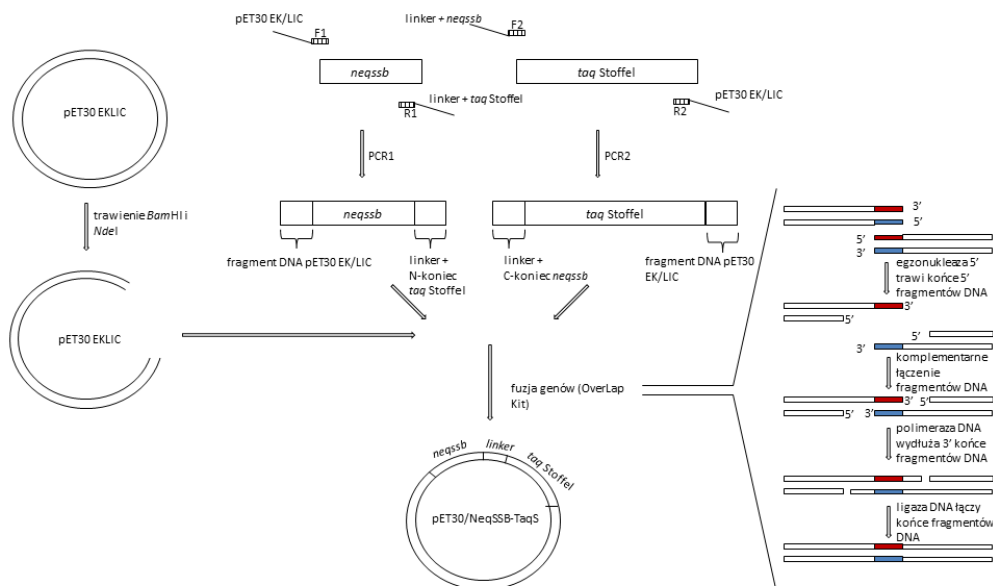 pET30 EK/LIC
F1
linker + neqssb
F2
neqssb
taq Stoffel
R1
linker + taq Stoffel
R2
pET30 EK/LIC
pET30 EKLIC
PCR1
PCR2
trawienie BamHI i
NdeI
neqssb
taq Stoffel
fragment DNA pET30 EK/LIC
linker +
N-koniec
taq Stoffel
linker +
C-koniec neqssb
fragment DNA pET30
EK/LIC
pET30 EKLIC
fuzja genów (OverLap
Kit)
neqssb
linker
taq Stoffel
pET30/NeqSSB-TaqS
3’
5’
5’
3’
egzonukleaza 5’
trawi końce 5’
fragmentów DNA
3’
5’
5’
3’
komplementarne
łączenie
fragmentów DNA
3’
5’
5’
3’
polimeraza DNA
wydłuża 3’ końce
fragmentów DNA
ligaza DNA łączy
końce fragmentów
DNA